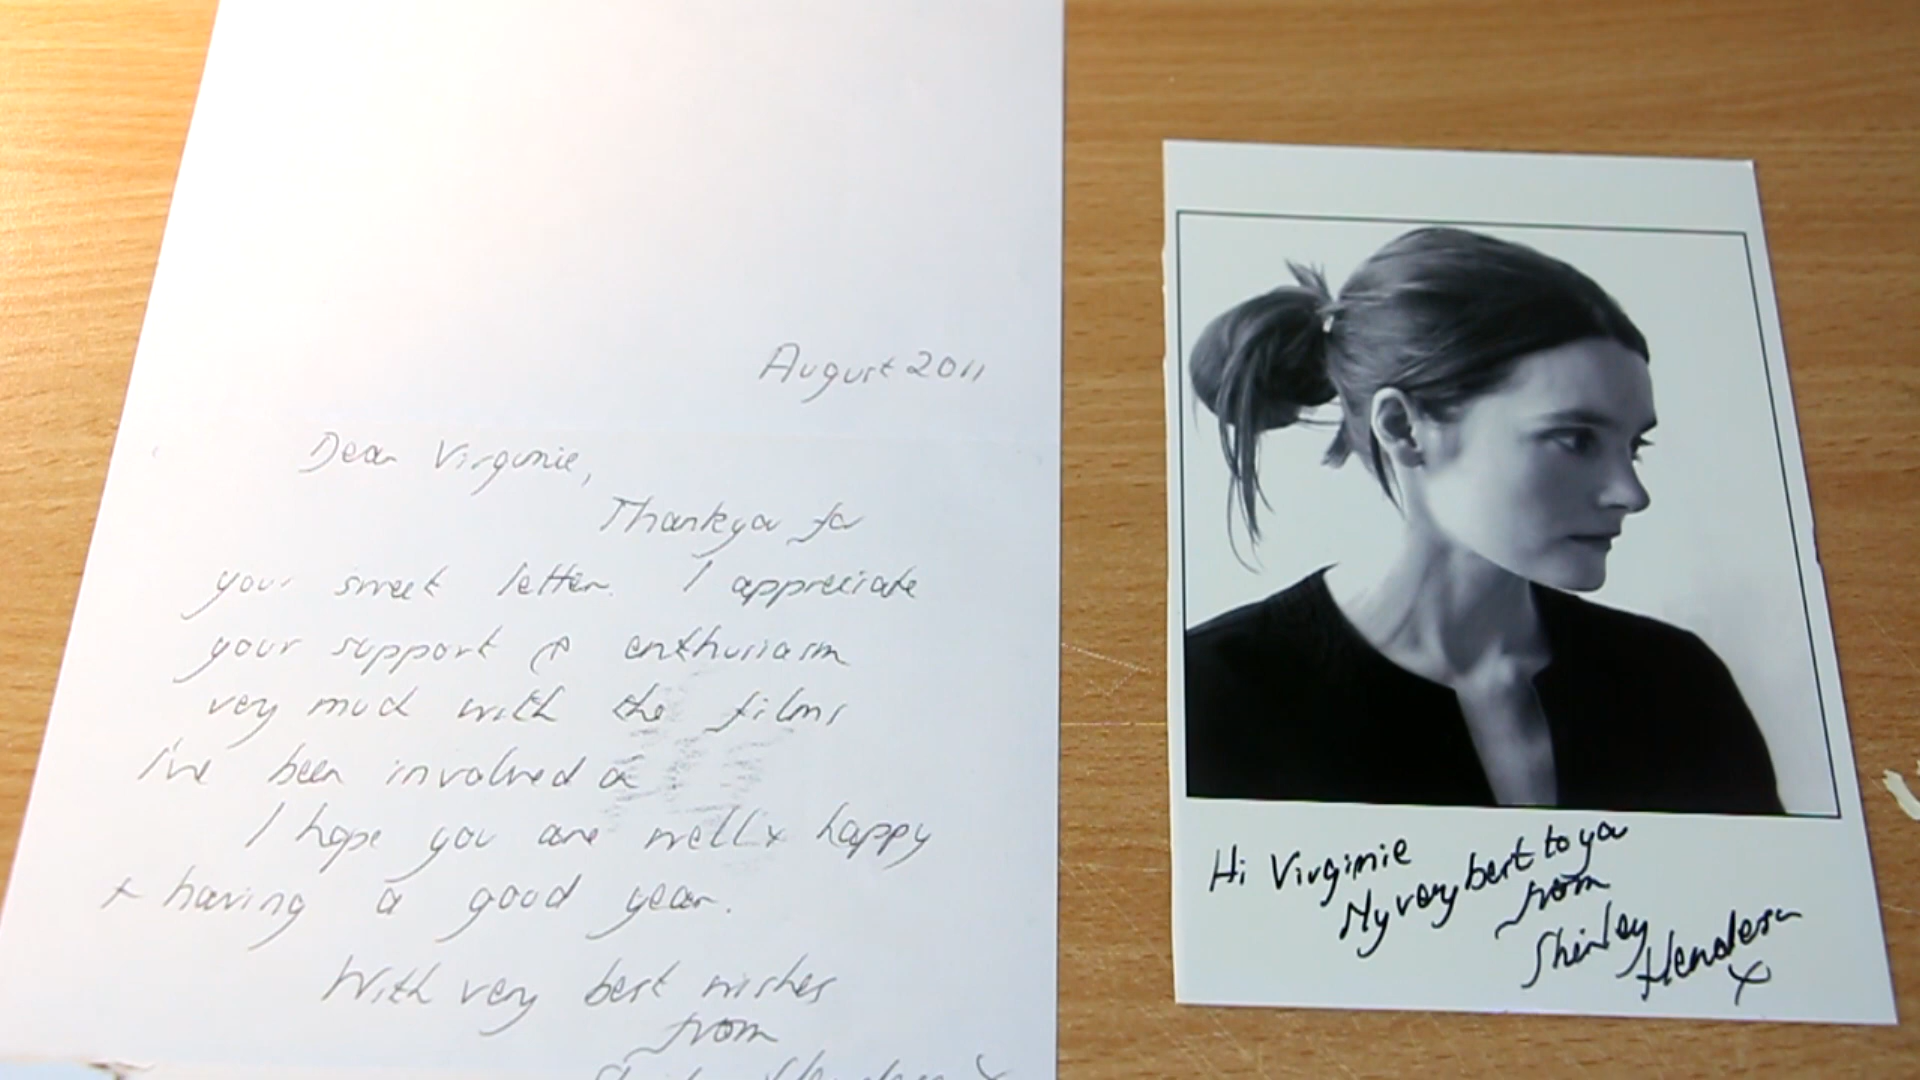 August 2011
Dear Virginie,
Thankyou for
your sweet letter. I appreciate
your support & enthusiasm
very much with the films
I've been involved
I hope you are well & happy
+ having a good year.
With very best wishes
from
Shirley Henderson x
Hi Virginie
My very best to you
from
Shirley
Henderson
x